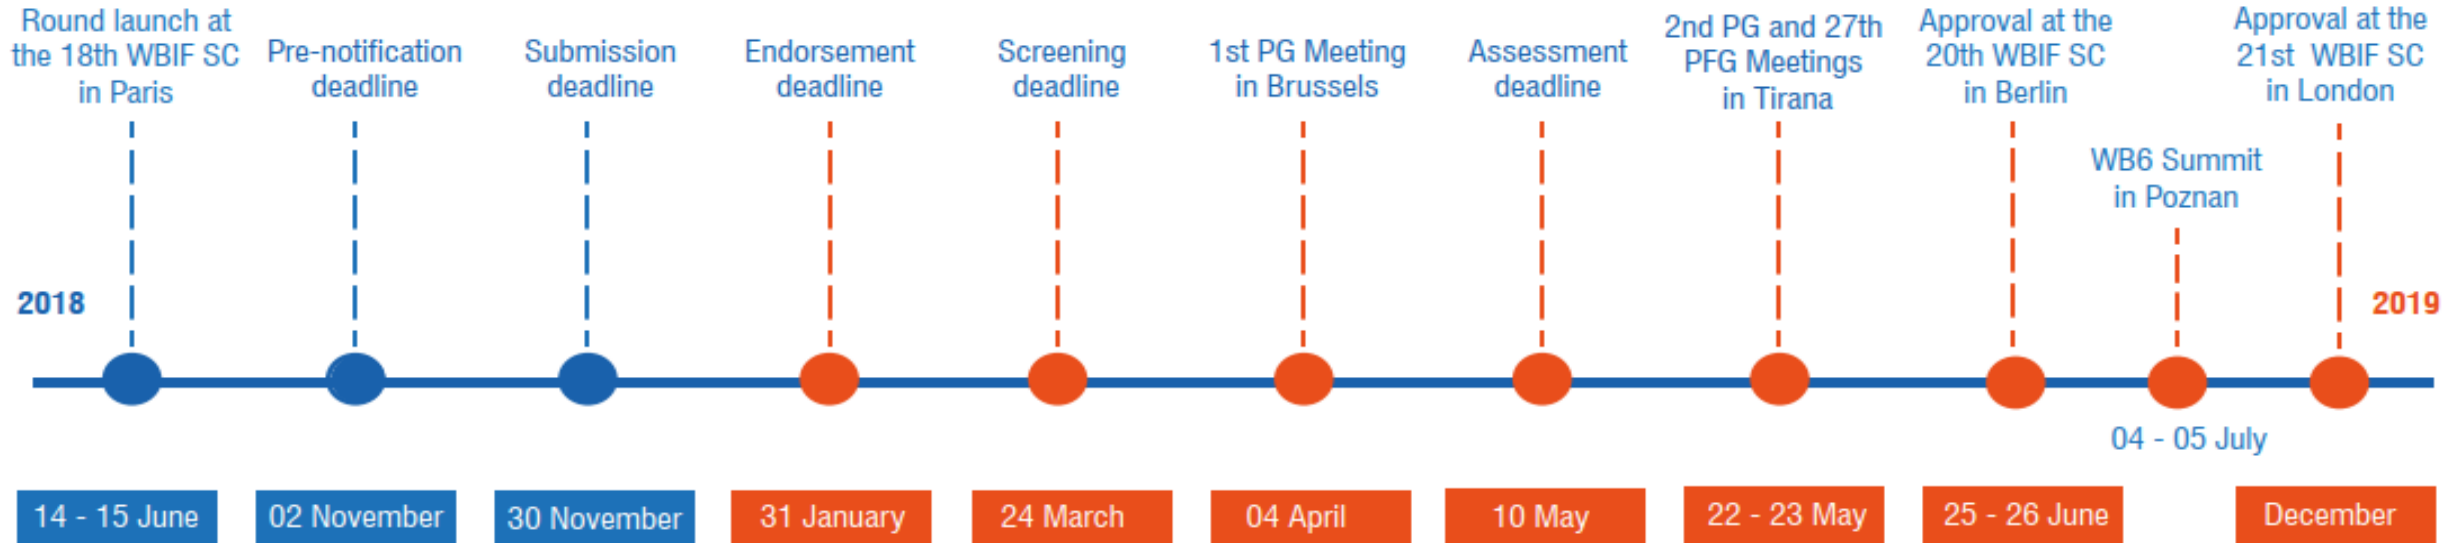 Round launch at
the 18th WBIF SC
in Paris
Pre-notification
deadline
Submission
deadline
Endorsement
deadline
Screening
deadline
1st PG Meeting
in Brussels
Assessment
deadline
2nd PG and 27th
PFG Meetings
in Tirana
Approval at the
20th WBIF SC
in Berlin
WB6 Summit
in Poznan
Approval at the
21st WBIF SC
in London
2018
2019
04 - 05 July
14 - 15 June
02 November
30 November
31 January
24 March
04 April
10 May
22 - 23 May
25 - 26 June
December